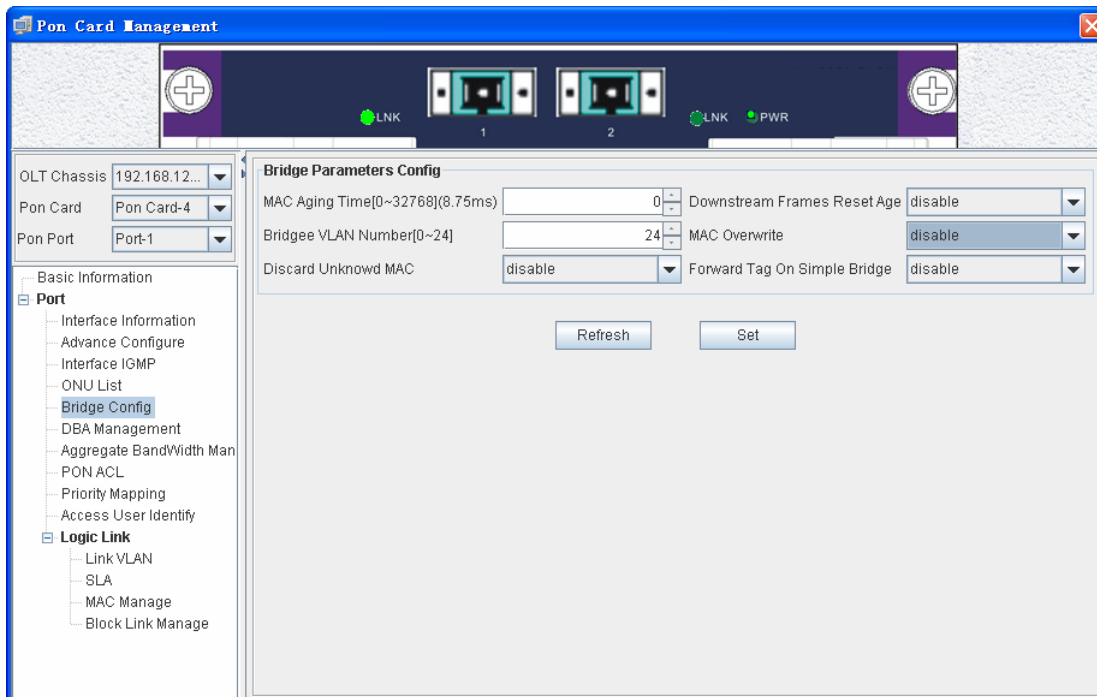 Pon Card Management
LNK
1
2
LNK
PWR
OLT Chassis 192.168.12...
Pon Card Pon Card-4
Pon Port Port-1
Basic Information
Port
Interface Information
Advance Configure
Interface IGMP
ONU List
Bridge Config
DBA Management
Aggregate BandWidth Man
PON ACL
Priority Mapping
Access User Identify
Logic Link
Link VLAN
SLA
MAC Manage
Block Link Manage
Bridge Parameters Config
MAC Aging Time[0~32768](8.75ms) 0 Downstream Frames Reset Age disable
Bridgee VLAN Number[0~24] 24 MAC Overwrite disable
Discard Unknowd MAC disable Forward Tag On Simple Bridge disable
Refresh Set